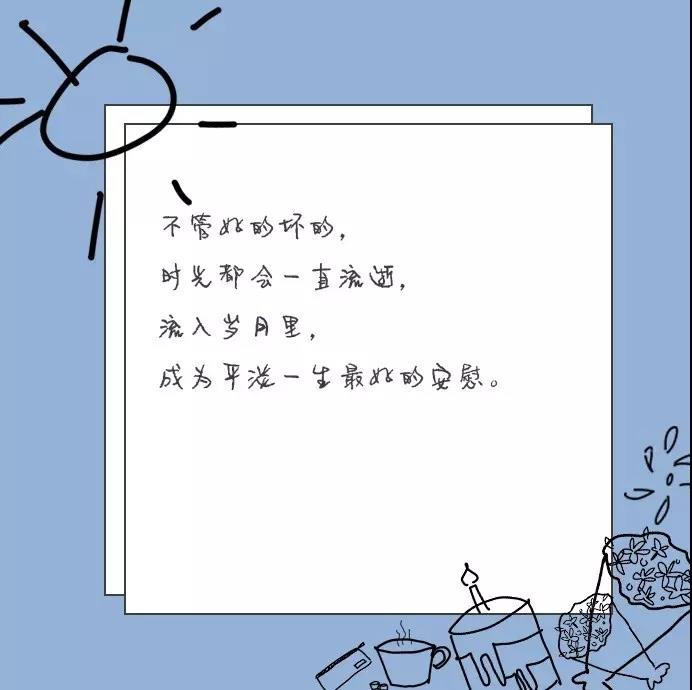 不管好的坏的，
时光都会一直流逝，
流入岁月里，
成为平淡一生最好的安慰。